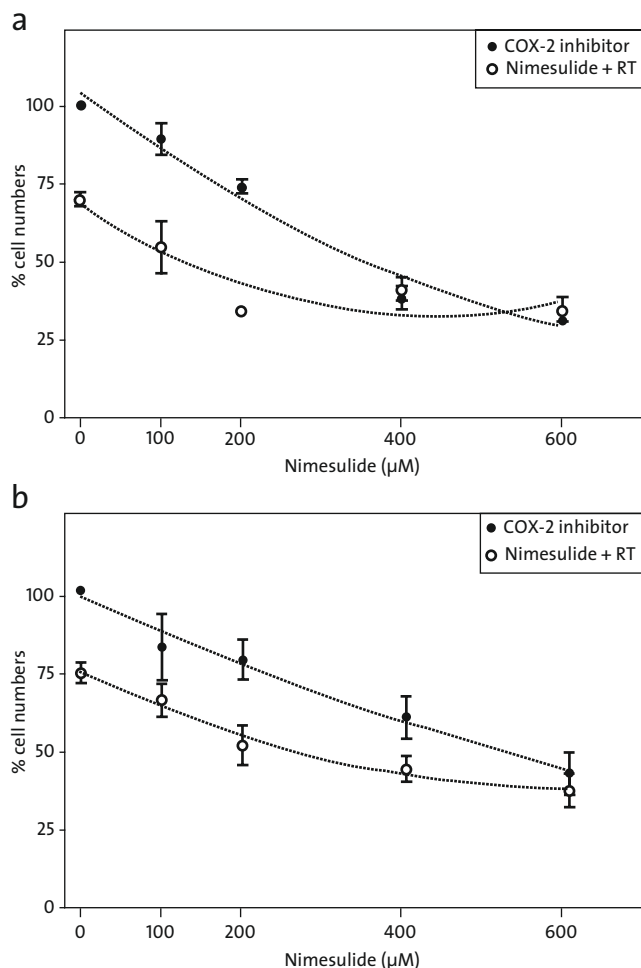 a
COX-2 inhibitor
Nimesulide + RT
100
75
50
25
0
% cell numbers
0 100 200 400 600
Nimesulide (µM)
b
COX-2 inhibitor
Nimesulide + RT
100
75
50
25
0
% cell numbers
0 100 200 400 600
Nimesulide (µM)